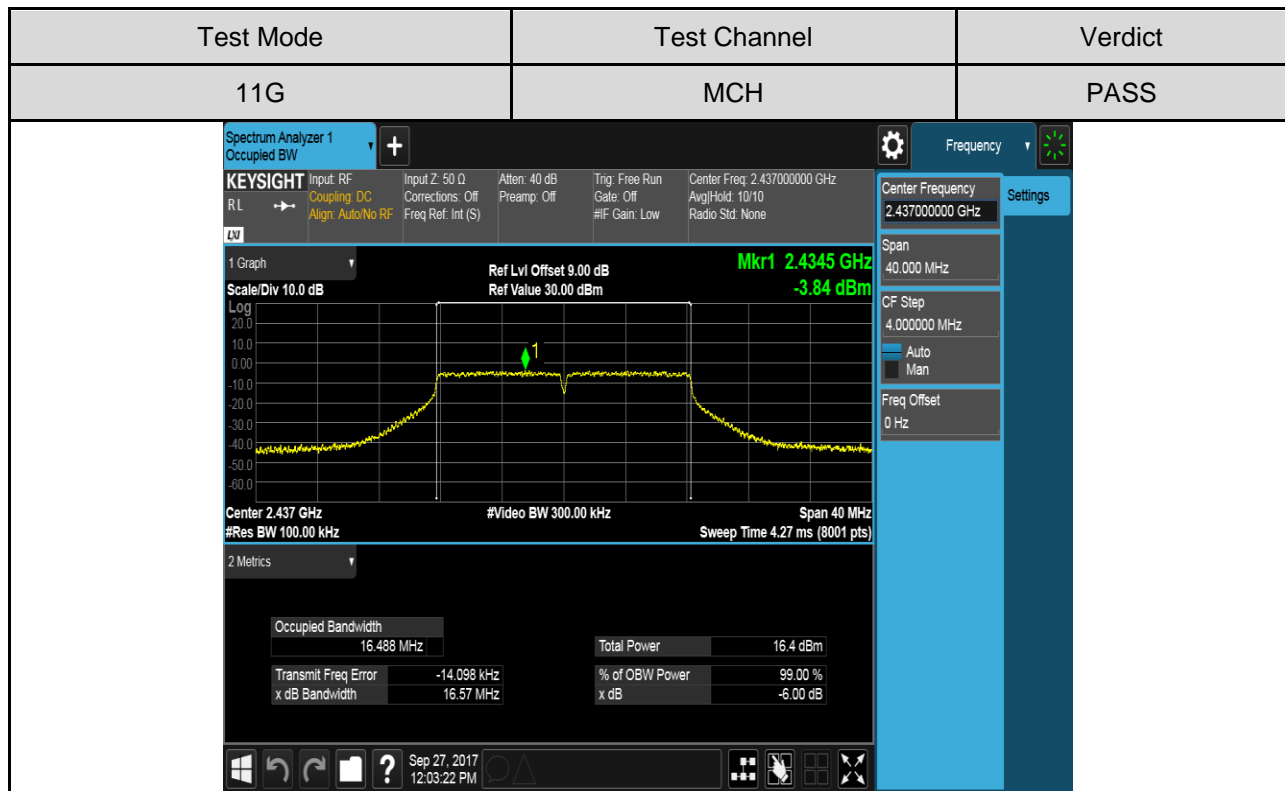 Test Mode Test Channel Verdict
11G MCH PASS
Spectrum Analyzer 1
Occupied BW
+
Frequency
KEYSIGHT Input: RF Input Z: 50 Ω Atten: 40 dB Trig: Free Run Center Freq: 2.437000000 GHz
RL Coupling: DC Corrections: Off Preamp: Off Gate: Off Avg|Hold: 10/10
Align: Auto/No RF Freq Ref: Int (S) #IF Gain: Low Radio Std: None
LXI
Center Frequency
2.437000000 GHz
Settings
Span
40.000 MHz
CF Step
4.000000 MHz
Auto
Man
Freq Offset
0 Hz
1 Graph Ref Lvl Offset 9.00 dB Mkr1 2.4345 GHz
Scale/Div 10.0 dB Ref Value 30.00 dBm -3.84 dBm
Log
20.0
10.0
0.00
-10.0
-20.0
-30.0
-40.0
-50.0
-60.0
1
Center 2.437 GHz #Video BW 300.00 kHz Span 40 MHz
#Res BW 100.00 kHz Sweep Time 4.27 ms (8001 pts)
2 Metrics
Occupied Bandwidth
16.488 MHz Total Power 16.4 dBm
Transmit Freq Error -14.098 kHz % of OBW Power 99.00 %
x dB Bandwidth 16.57 MHz x dB -6.00 dB
? Sep 27, 2017
12:03:22 PM